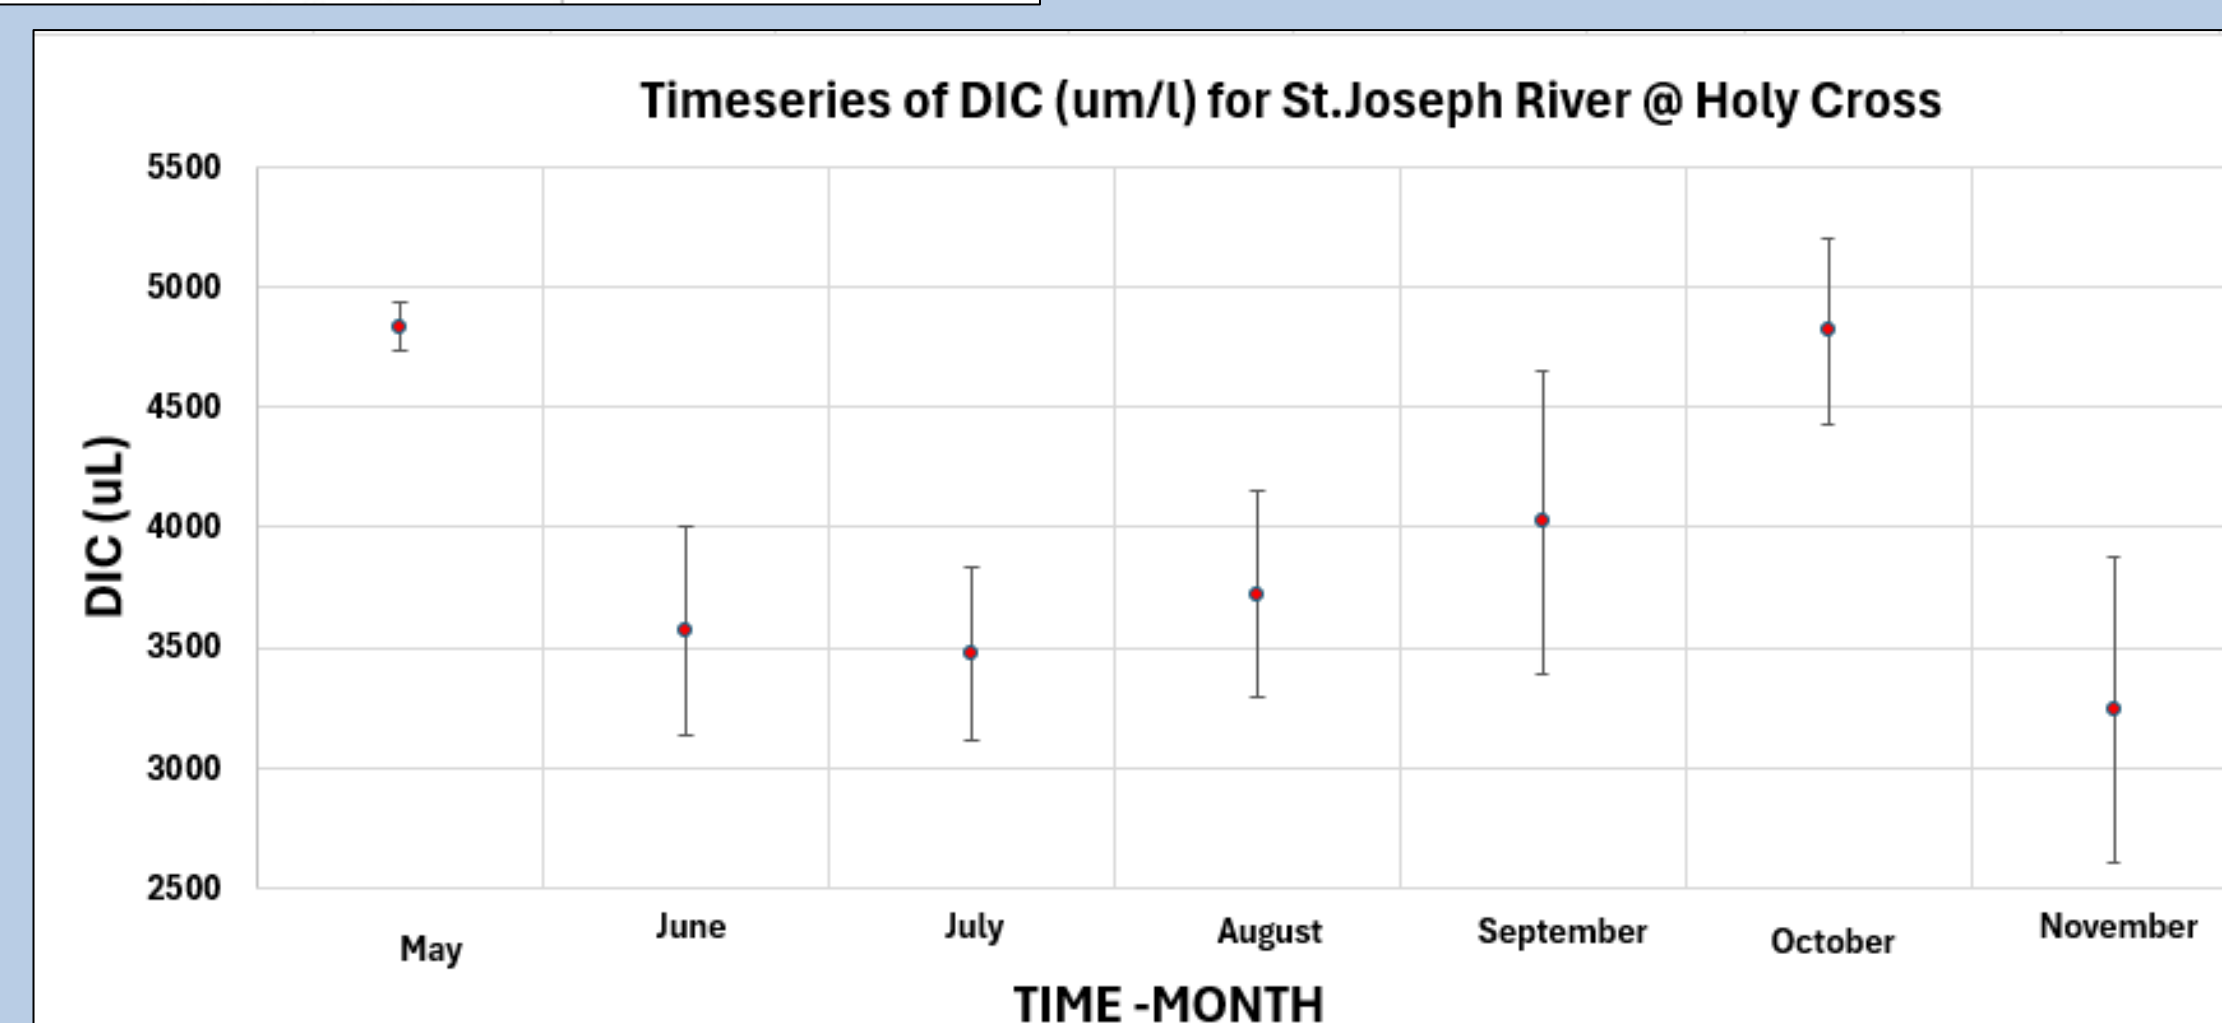 Timeseries of DIC (um/l) for St.Joseph River @ Holy Cross
5500
5000
4500
4000
3500
3000
2500
DIC (uL)
May June July August September October November
TIME -MONTH